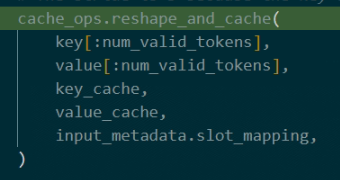 cache_ops.reshape_and_cache(
    key[:num_valid_tokens],
    value[:num_valid_tokens],
    key_cache,
    value_cache,
    input_metadata.slot_mapping,
)